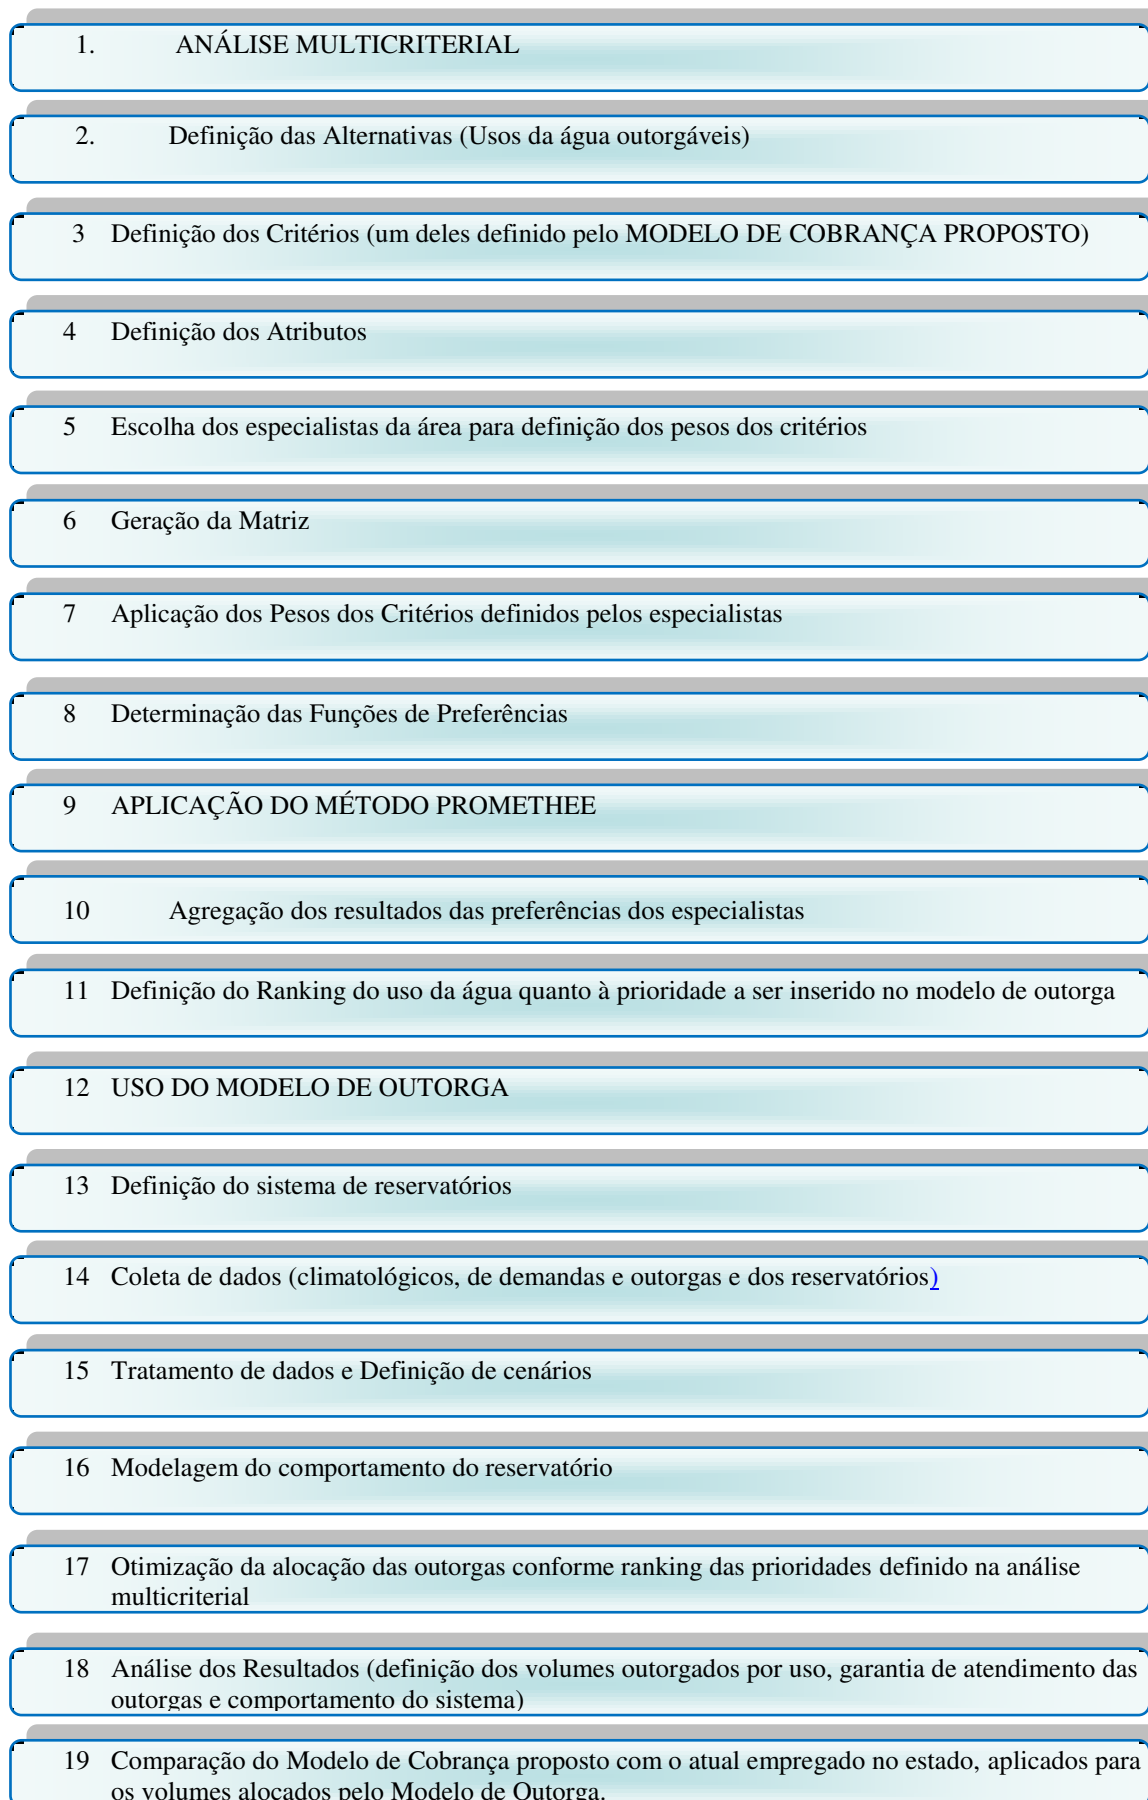 1. ANÁLISE MULTICRITERIAL
2. Definição das Alternativas (Usos da água outorgáveis)
3 Definição dos Critérios (um deles definido pelo MODELO DE COBRANÇA PROPOSTO)
4 Definição dos Atributos
5 Escolha dos especialistas da área para definição dos pesos dos critérios
6 Geração da Matriz
7 Aplicação dos Pesos dos Critérios definidos pelos especialistas
8 Determinação das Funções de Preferências
9 APLICAÇÃO DO MÉTODO PROMETHEE
10 Agregação dos resultados das preferências dos especialistas
11 Definição do Ranking do uso da água quanto à prioridade a ser inserido no modelo de outorga
12 USO DO MODELO DE OUTORGA
13 Definição do sistema de reservatórios
14 Coleta de dados (climatológicos, de demandas e outorgas e dos reservatórios)
15 Tratamento de dados e Definição de cenários
16 Modelagem do comportamento do reservatório
17 Otimização da alocação das outorgas conforme ranking das prioridades definido na análise
multicriterial
18 Análise dos Resultados (definição dos volumes outorgados por uso, garantia de atendimento das
outorgas e comportamento do sistema)
19 Comparação do Modelo de Cobrança proposto com o atual empregado no estado, aplicados para
os volumes alocados pelo Modelo de Outorga.